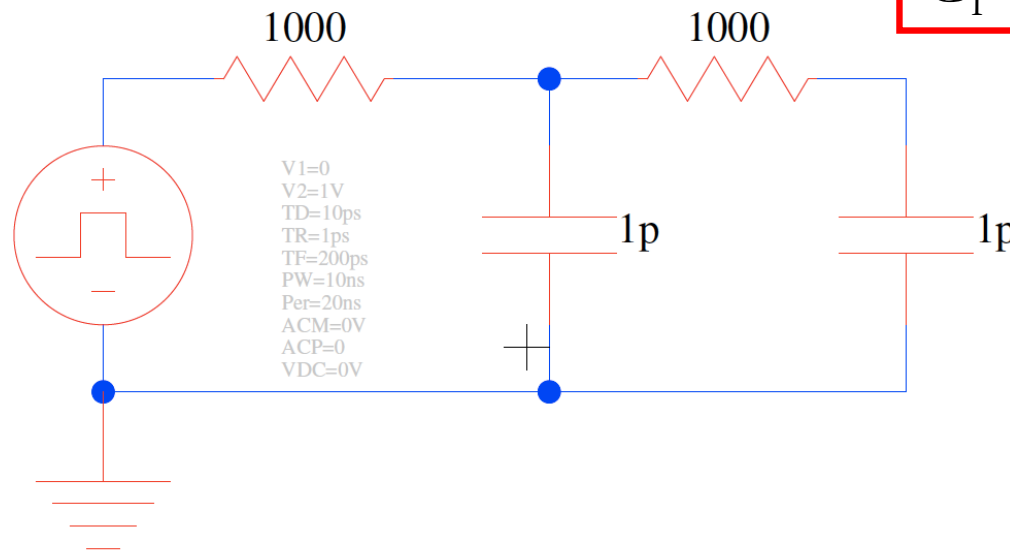 1000
1000
V1=0
V2=1V
TD=10ps
TR=1ps
TF=200ps
PW=10ns
Per=20ns
ACM=0V
ACP=0
VDC=0V
1p
1p